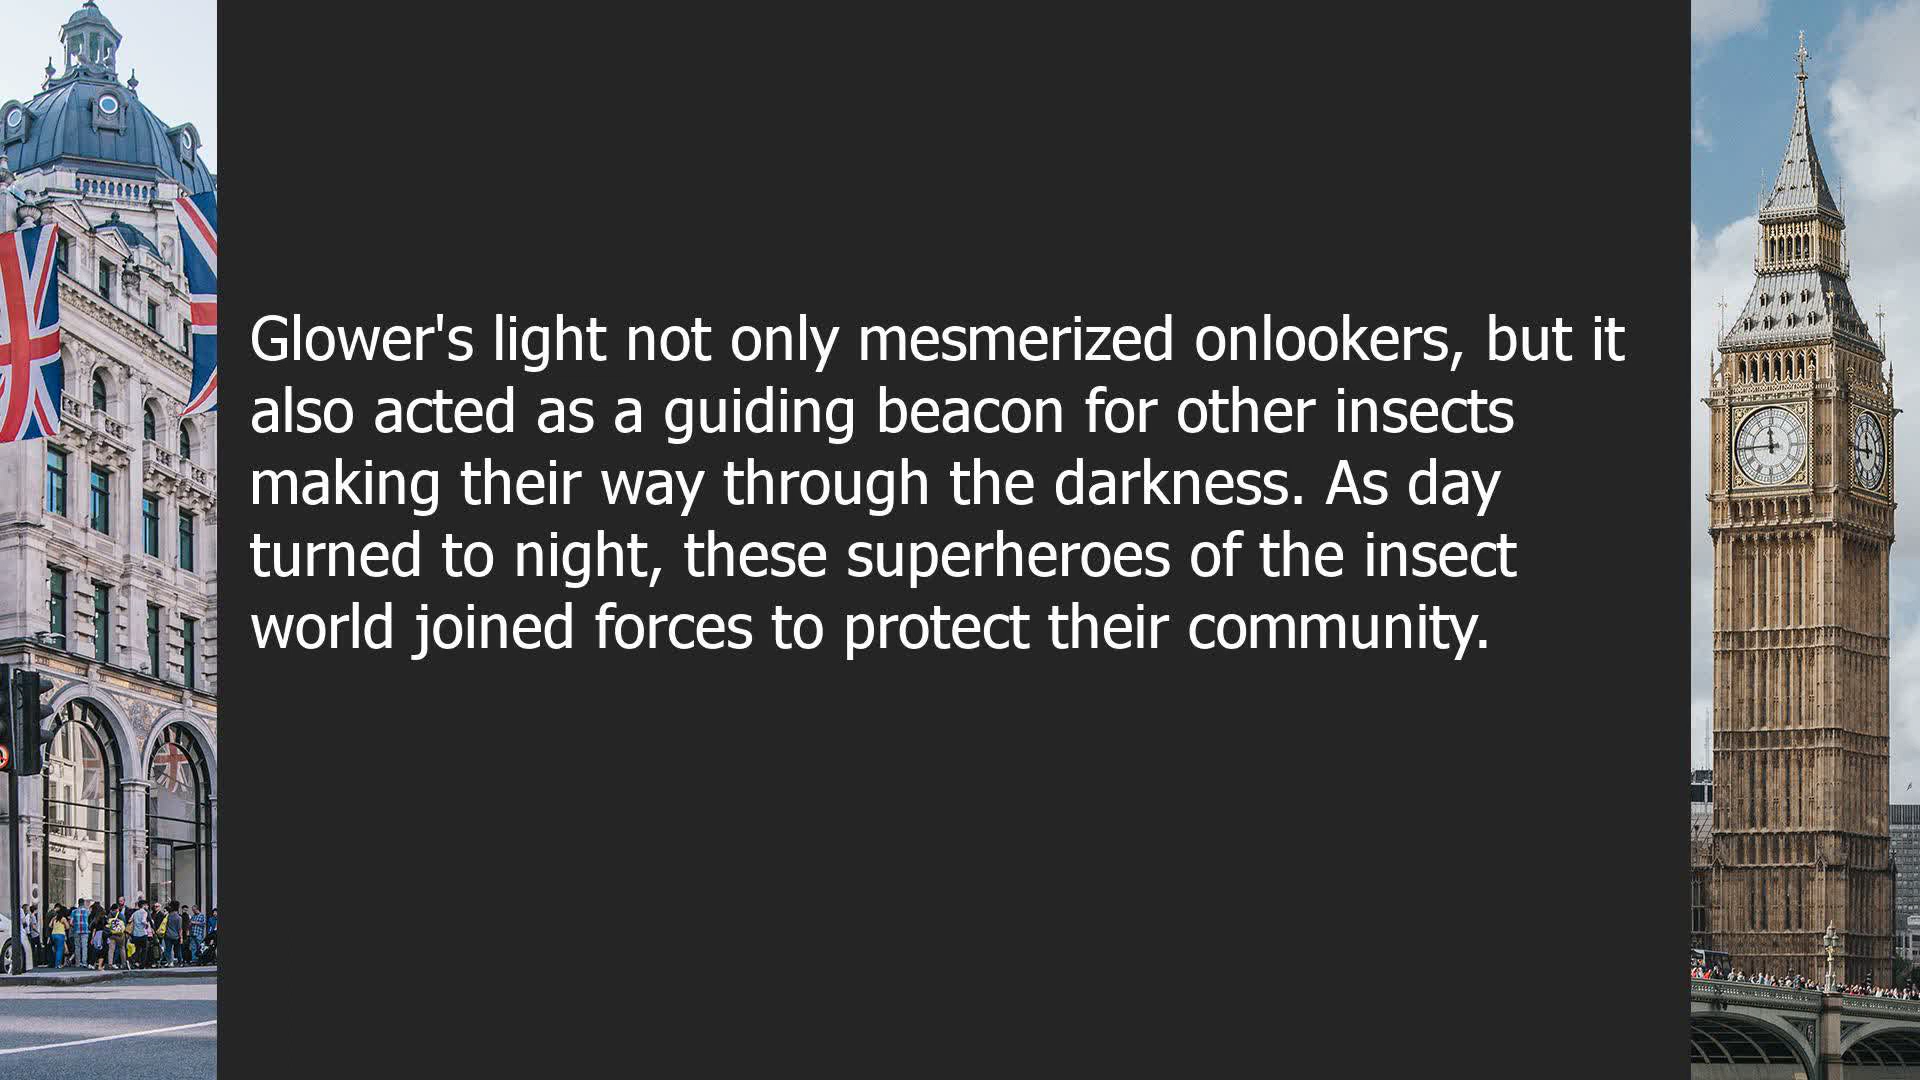 Glower's light not only mesmerized onlookers, but it
also acted as a guiding beacon for other insects
making their way through the darkness. As day
turned to night, these superheroes of the insect
world joined forces to protect their community.